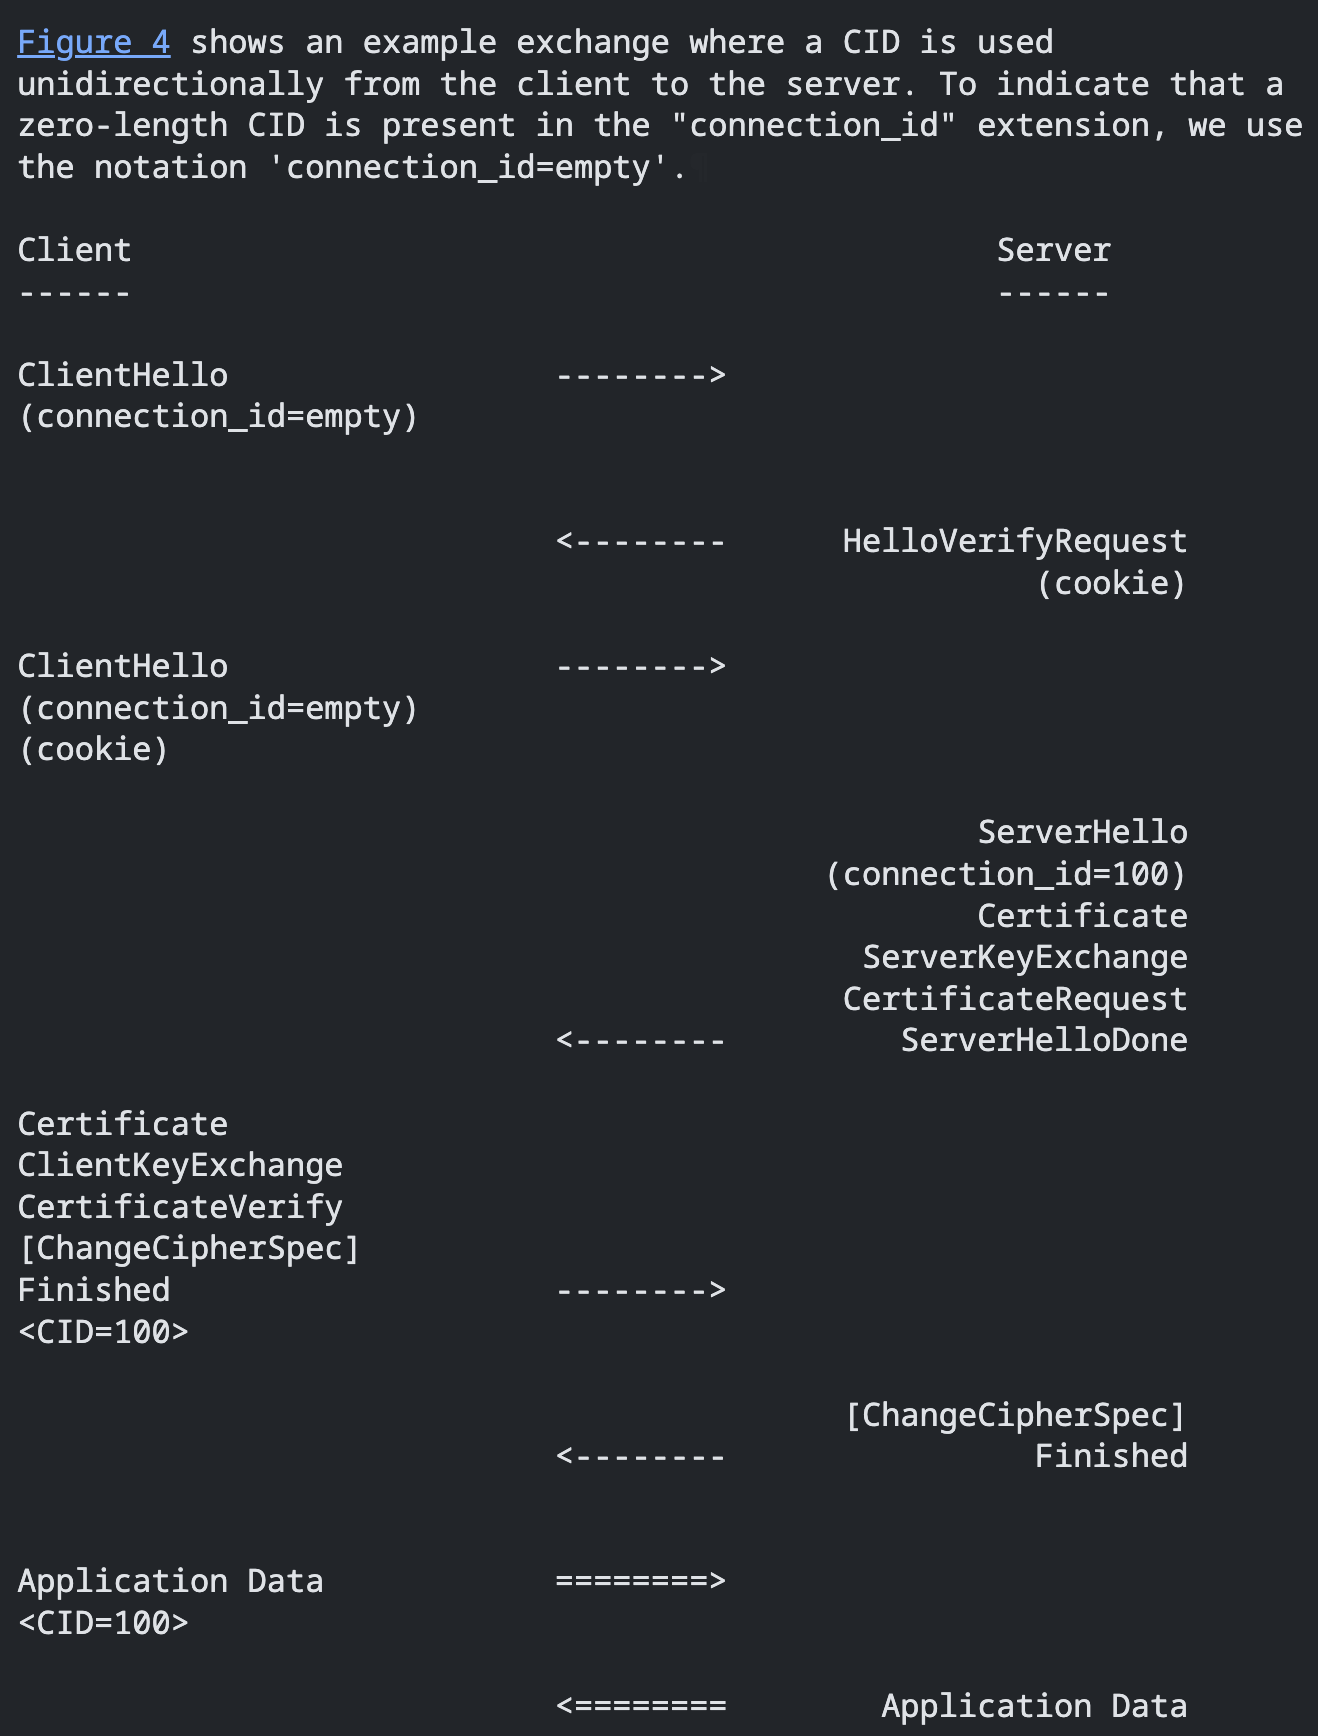 Figure 4 shows an example exchange where a CID is used
unidirectionally from the client to the server. To indicate that a
zero-length CID is present in the "connection_id" extension, we use
the notation 'connection_id=empty'.
Client                                             Server
------                                             ------
ClientHello                 -------->
(connection_id=empty)
                            <--------      HelloVerifyRequest
                                                     (cookie)
ClientHello                 -------->
(connection_id=empty)
(cookie)
                                                  ServerHello
                                          (connection_id=100)
                                                  Certificate
                                            ServerKeyExchange
                                           CertificateRequest
                            <--------         ServerHelloDone
Certificate
ClientKeyExchange
CertificateVerify
[ChangeCipherSpec]
Finished                    -------->
<CID=100>
                                           [ChangeCipherSpec]
                            <--------                Finished
Application Data            ========>
<CID=100>
                            <========        Application Data